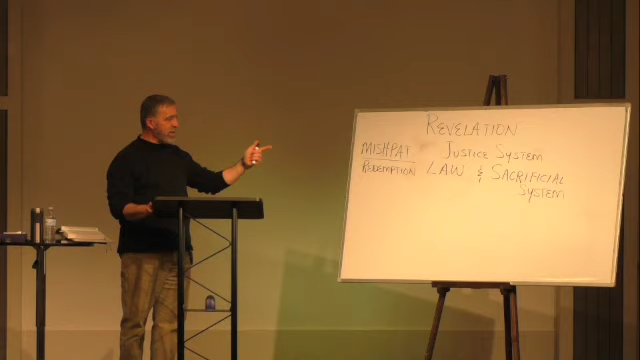 REVELATION
MISHPAT JUSTICE SYSTEM
REDEMPTION LAW & SACRIFICIAL
SYSTEM